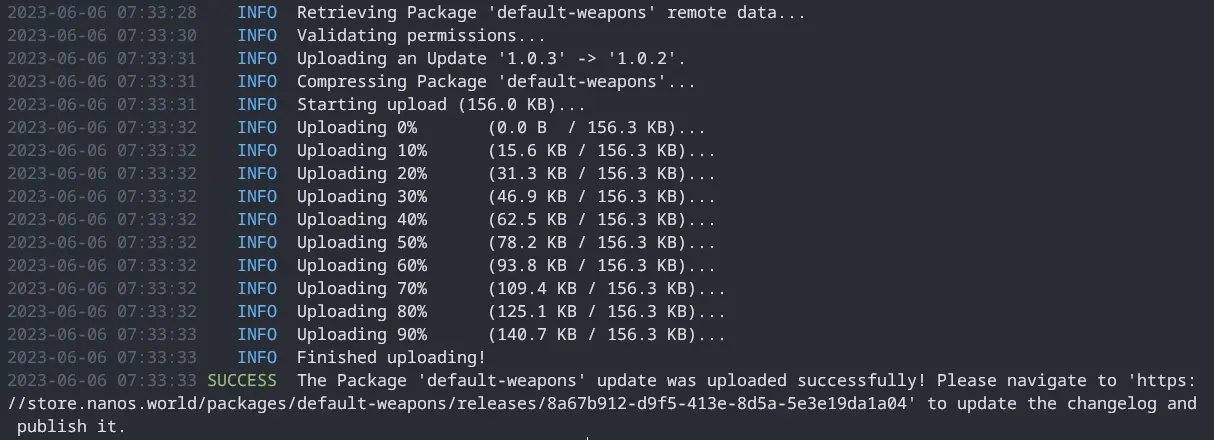 2023-06-06 07:33:28    INFO  Retrieving Package 'default-weapons' remote data...
2023-06-06 07:33:30    INFO  Validating permissions...
2023-06-06 07:33:31    INFO  Uploading an Update '1.0.3' -> '1.0.2'.
2023-06-06 07:33:31    INFO  Compressing Package 'default-weapons'...
2023-06-06 07:33:31    INFO  Starting upload (156.0 KB)...
2023-06-06 07:33:32    INFO  Uploading 0%       (0.0 B  / 156.3 KB)...
2023-06-06 07:33:32    INFO  Uploading 10%      (15.6 KB / 156.3 KB)...
2023-06-06 07:33:32    INFO  Uploading 20%      (31.3 KB / 156.3 KB)...
2023-06-06 07:33:32    INFO  Uploading 30%      (46.9 KB / 156.3 KB)...
2023-06-06 07:33:32    INFO  Uploading 40%      (62.5 KB / 156.3 KB)...
2023-06-06 07:33:32    INFO  Uploading 50%      (78.2 KB / 156.3 KB)...
2023-06-06 07:33:32    INFO  Uploading 60%      (93.8 KB / 156.3 KB)...
2023-06-06 07:33:32    INFO  Uploading 70%      (109.4 KB / 156.3 KB)...
2023-06-06 07:33:32    INFO  Uploading 80%      (125.1 KB / 156.3 KB)...
2023-06-06 07:33:33    INFO  Uploading 90%      (140.7 KB / 156.3 KB)...
2023-06-06 07:33:33    INFO  Finished uploading!
2023-06-06 07:33:33 SUCCESS  The Package 'default-weapons' update was uploaded successfully! Please navigate to 'https:
//store.nanos.world/packages/default-weapons/releases/8a67b912-d9f5-413e-8d5a-5e3e19da1a04' to update the changelog and
 publish it.